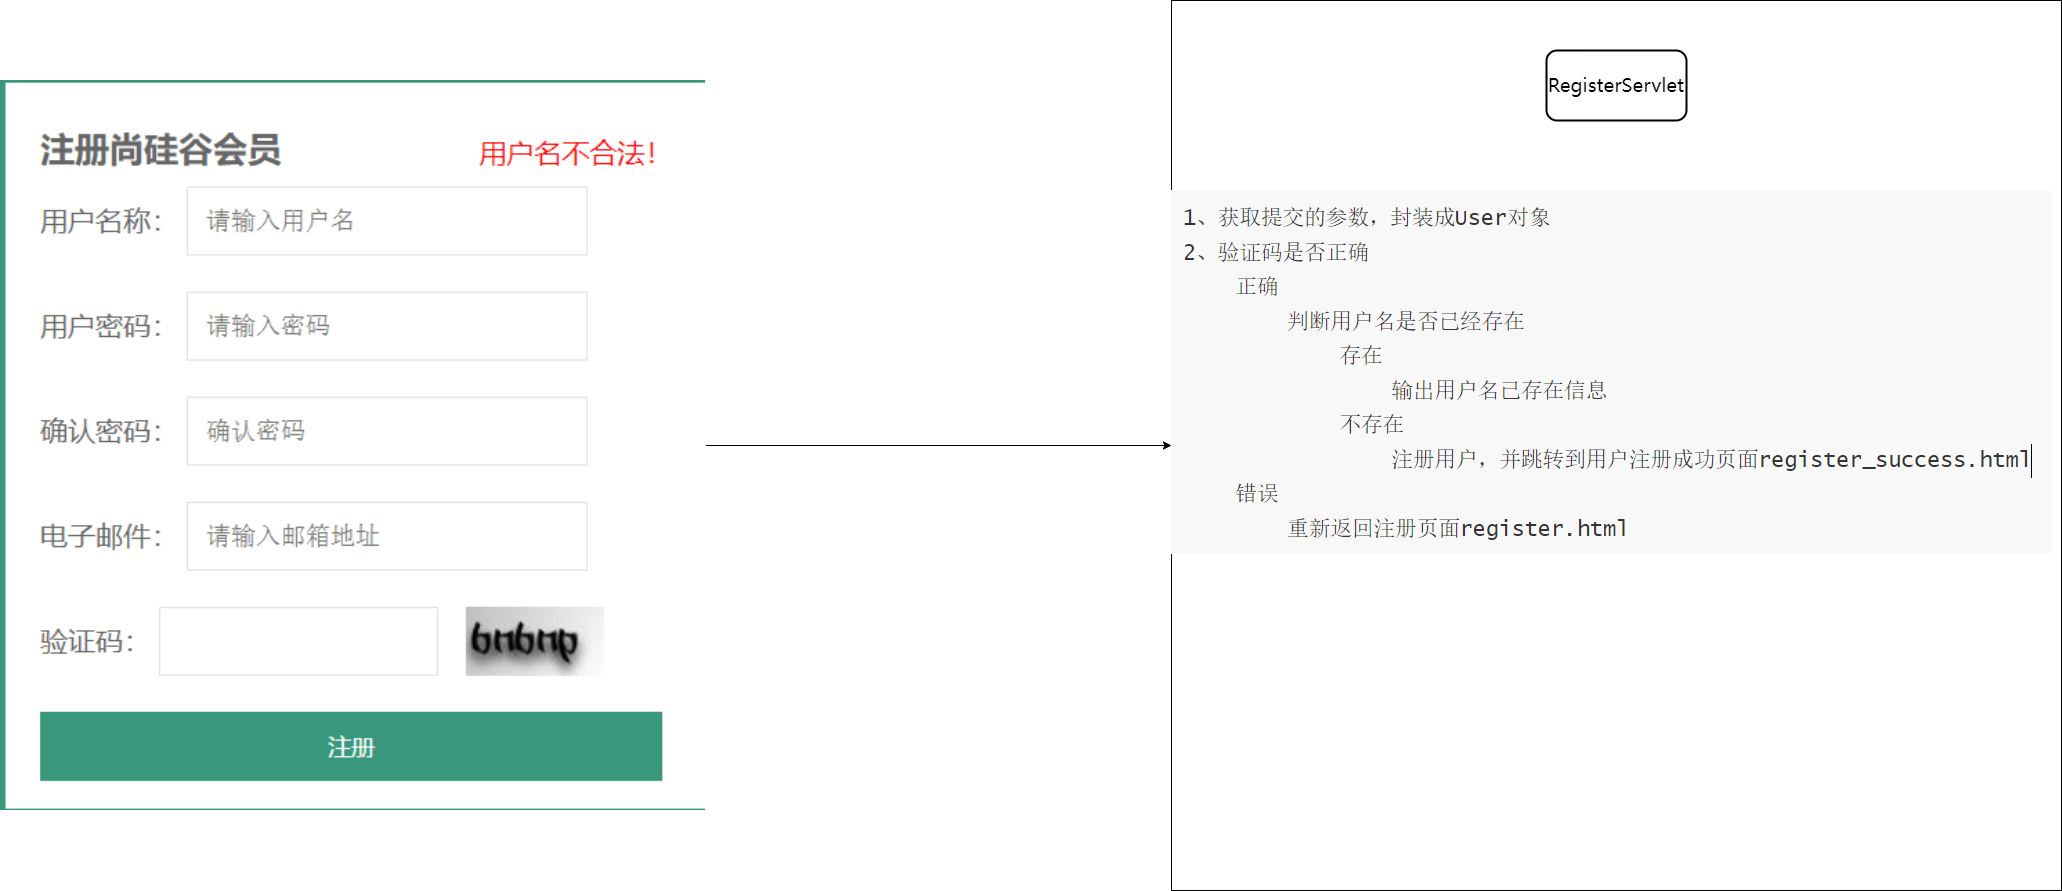 注册尚硅谷会员
用户名不合法！
用户名称：
请输入用户名
用户密码：
请输入密码
确认密码：
确认密码
电子邮件：
请输入邮箱地址
验证码：
bnbnp
注册
RegisterServlet
1、获取提交的参数，封装成User对象
2、验证码是否正确
正确
判断用户名是否已经存在
存在
输出用户名已存在信息
不存在
注册用户，并跳转到用户注册成功页面register_success.html
错误
重新返回注册页面register.html